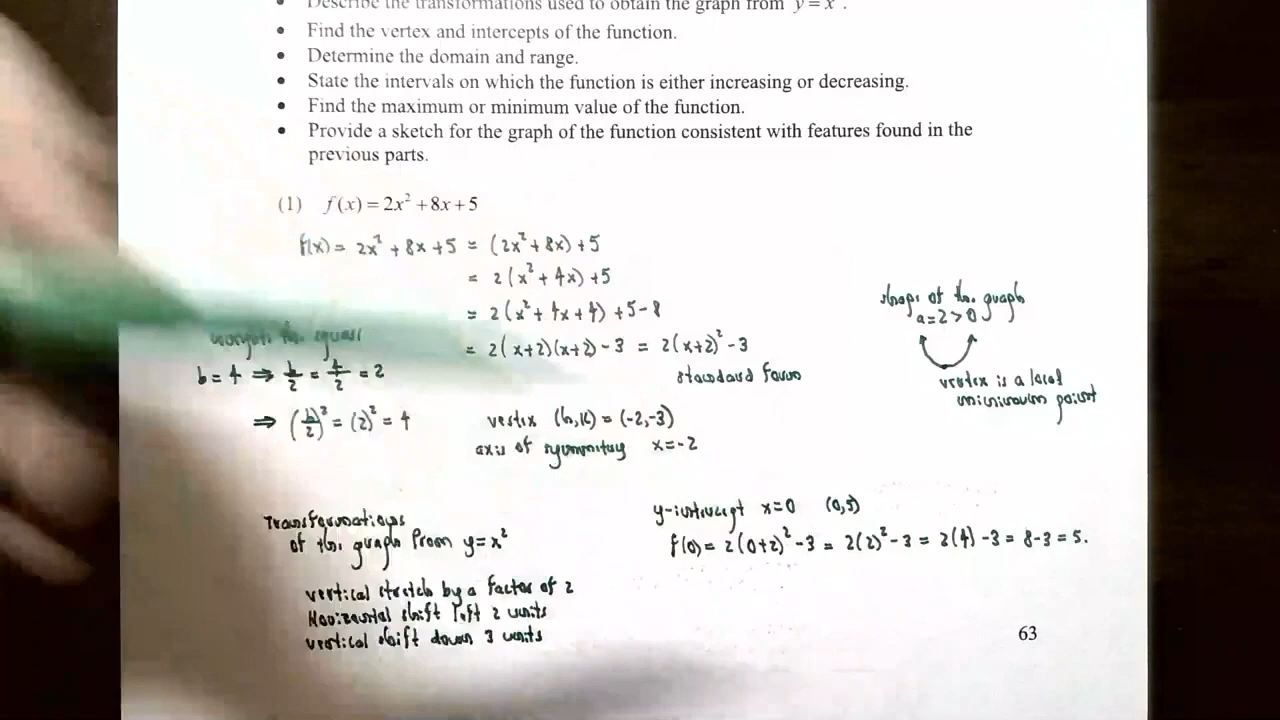 • Describe the transformations used to obtain the graph from y = x².
• Find the vertex and intercepts of the function.
• Determine the domain and range.
• State the intervals on which the function is either increasing or decreasing.
• Find the maximum or minimum value of the function.
• Provide a sketch for the graph of the function consistent with features found in the
previous parts.
(1) f(x) = 2x² + 8x + 5
f(x) = 2x² + 8x + 5 = (2x² + 8x) + 5
= 2(x² + 4x) + 5
= 2(x² + 4x + 4) + 5 - 8
= 2(x+2)(x+2) - 3 = 2(x+2)² - 3
standard form
the square
b = 4 ⇒ b/2 = 4/2 = 2
⇒ (b/2)² = (2)² = 4
vertex (h,k) = (-2,-3)
axis of symmetry x = -2
shape of the graph
a = 2 > 0
vertex is a local
minimum point
Transformations
of the graph from y = x²
vertical stretch by a factor of 2
Horizontal shift left 2 units
vertical shift down 3 units
y-intercept x = 0 (0,5)
f(0) = 2(0+2)² - 3 = 2(2)² - 3 = 2(4) - 3 = 8 - 3 = 5.
63